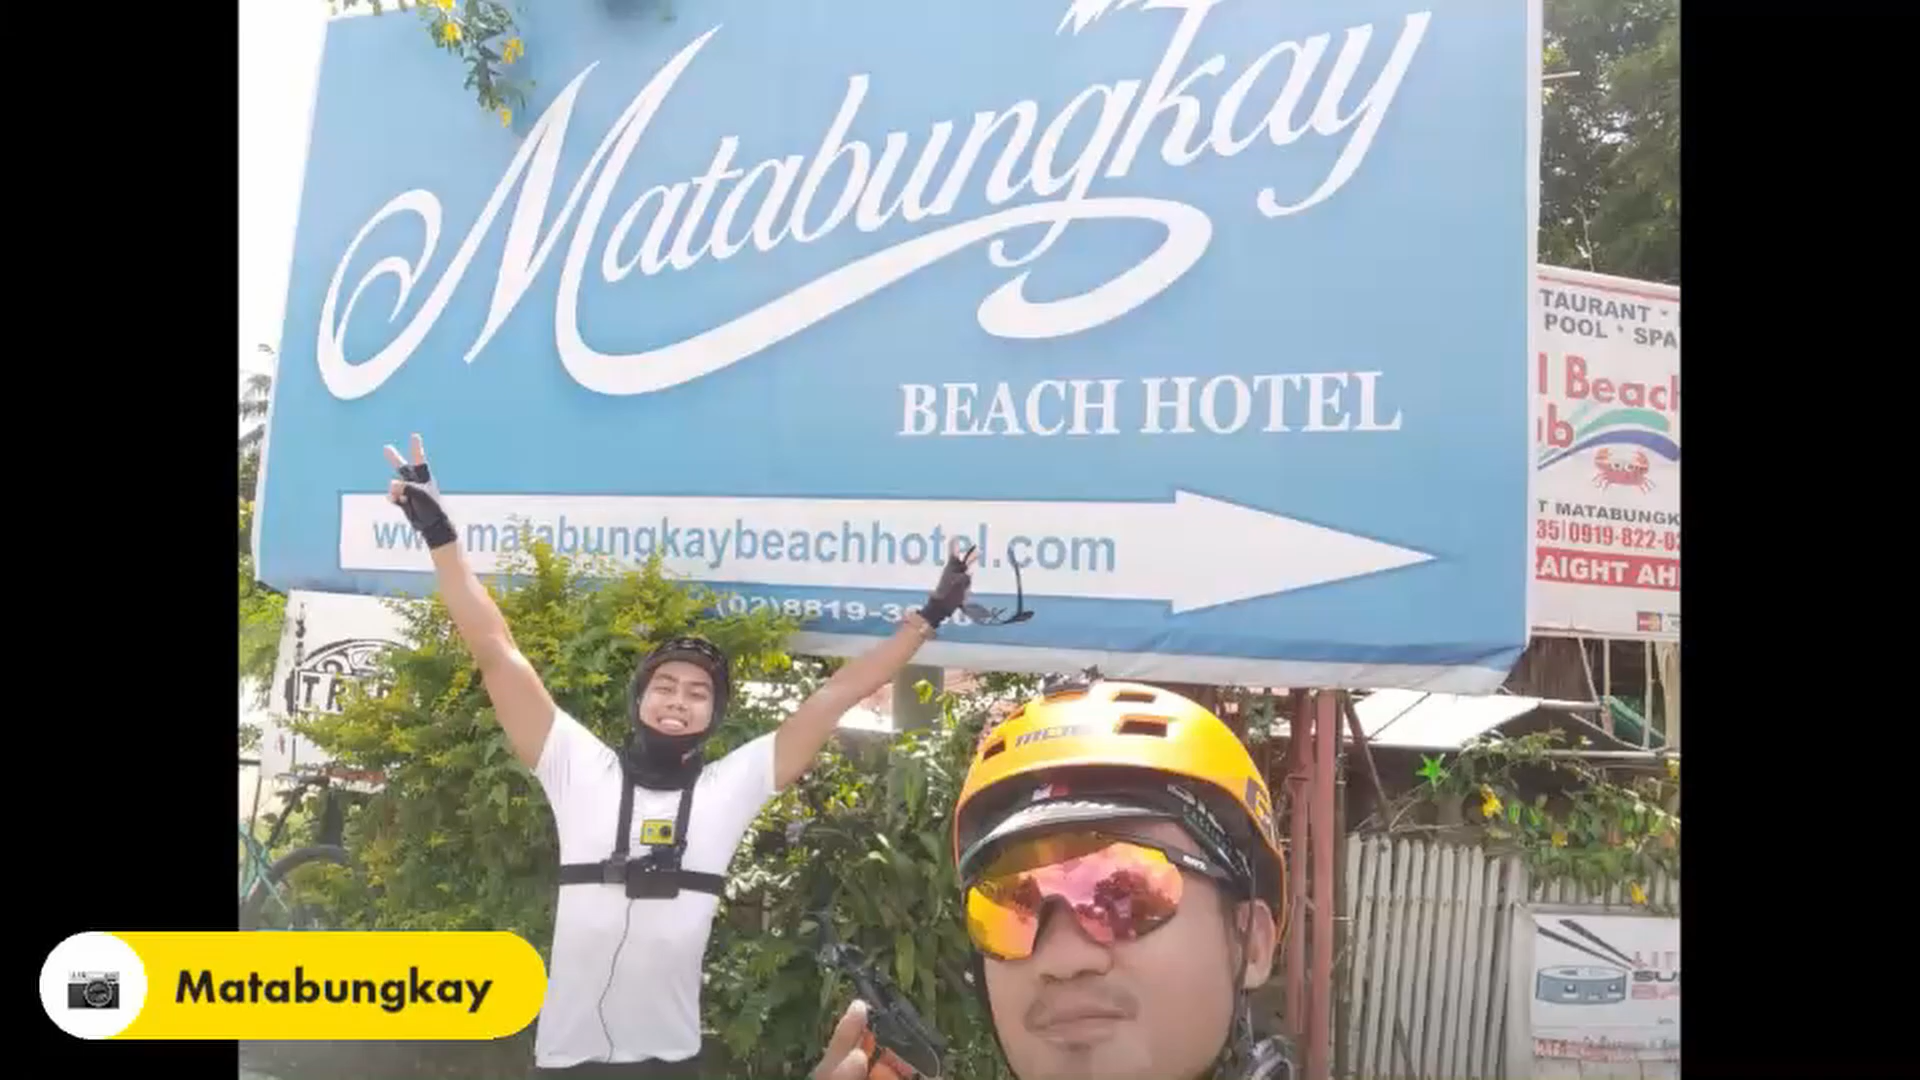 Matabungkay
BEACH HOTEL
www.matabungkaybeachhotel.com
(02)8819-3
TAURANT
POOL * SPA
Beach
T MATABUNGK
35|0919-822-0
AIGHT AH
Matabungkay